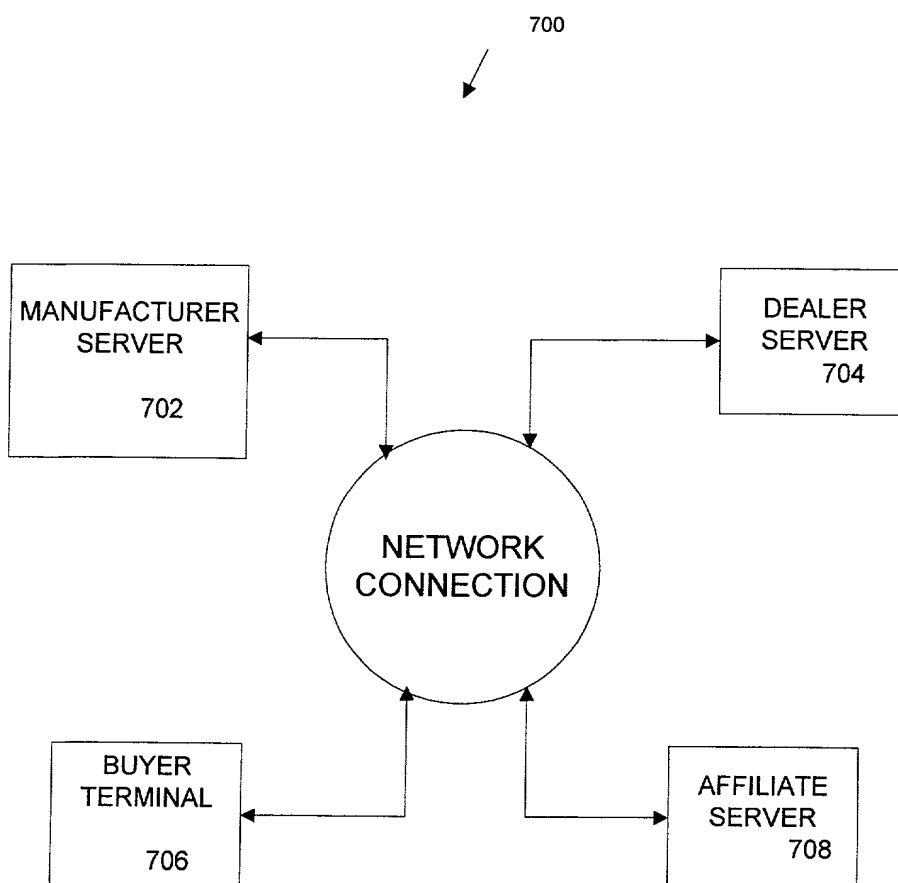 700
MANUFACTURER
SERVER
702
DEALER
SERVER
704
NETWORK
CONNECTION
BUYER
TERMINAL
706
AFFILIATE
SERVER
708